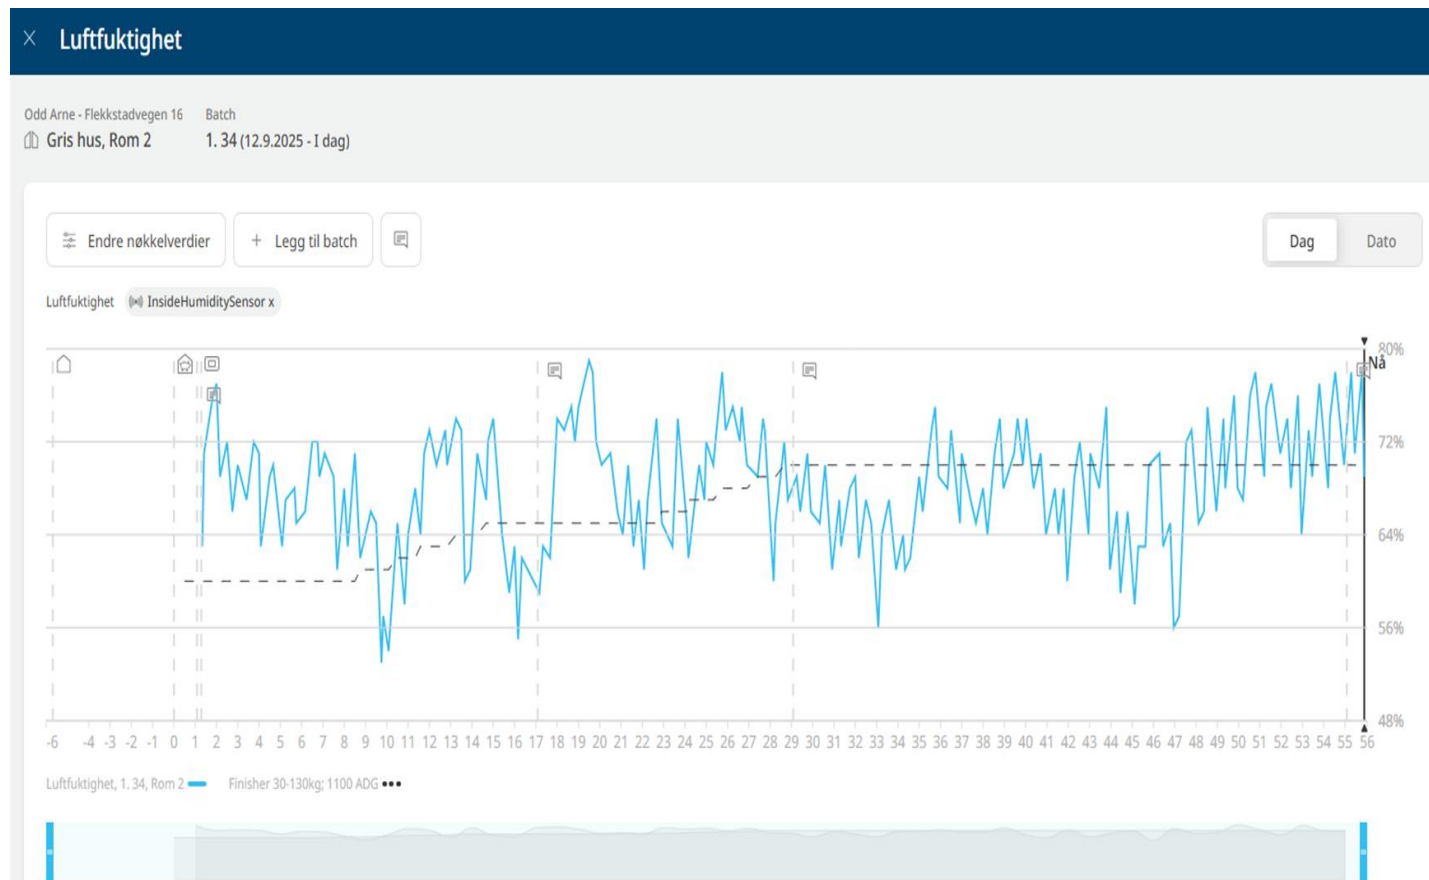 Luftfuktighet
Odd Arne - Flekkstadvegen 16 Batch
Gris hus, Rom 2 1. 34 (12.9.2025 - I dag)
Endre nøkkelverdier + Legg til batch Dag Dato
Luftfuktighet InsideHumiditySensor x
80%
Nå
72%
64%
56%
48%
-6 -4 -3 -2 -1 0 1 2 3 4 5 6 7 8 9 10 11 12 13 14 15 16 17 18 19 20 21 22 23 24 25 26 27 28 29 30 31 32 33 34 35 36 37 38 39 40 41 42 43 44 45 46 47 48 49 50 51 52 53 54 55 56
Luftfuktighet, 1. 34, Rom 2 Finisher 30-130kg; 1100 ADG